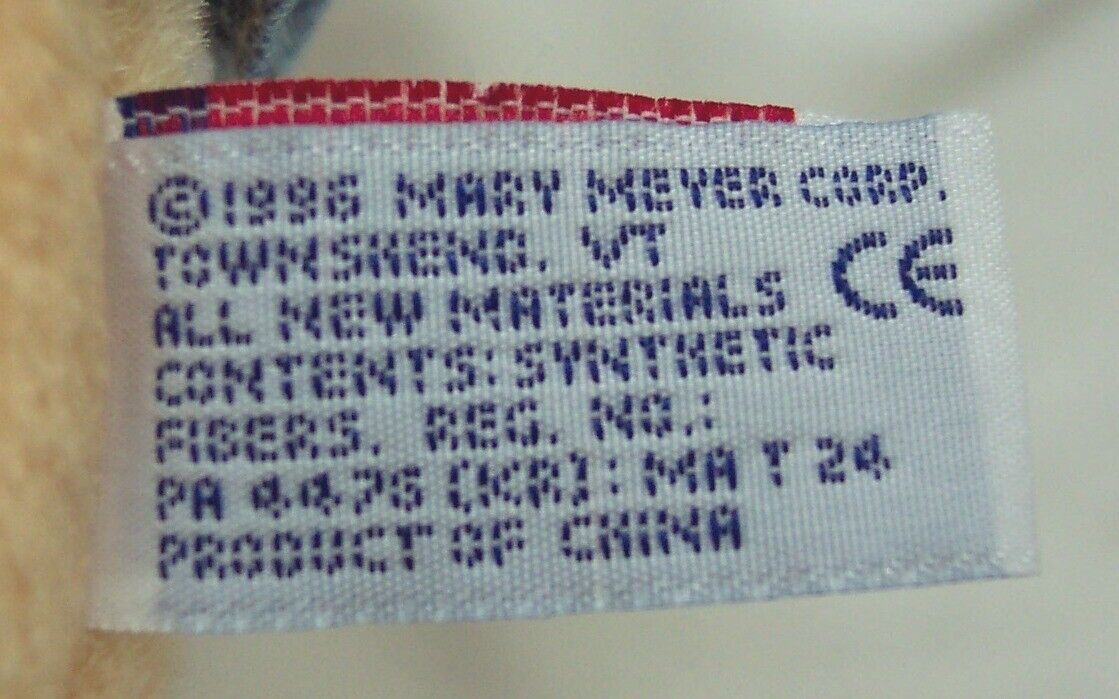 ©1996 MARY MEYER CORP.
TOWNSHEND, VT
ALL NEW MATERIALS CE
CONTENTS: SYNTHETIC
FIBERS. REG. NO.:
PA 4476 (KR): MA T 24
PRODUCT OF CHINA